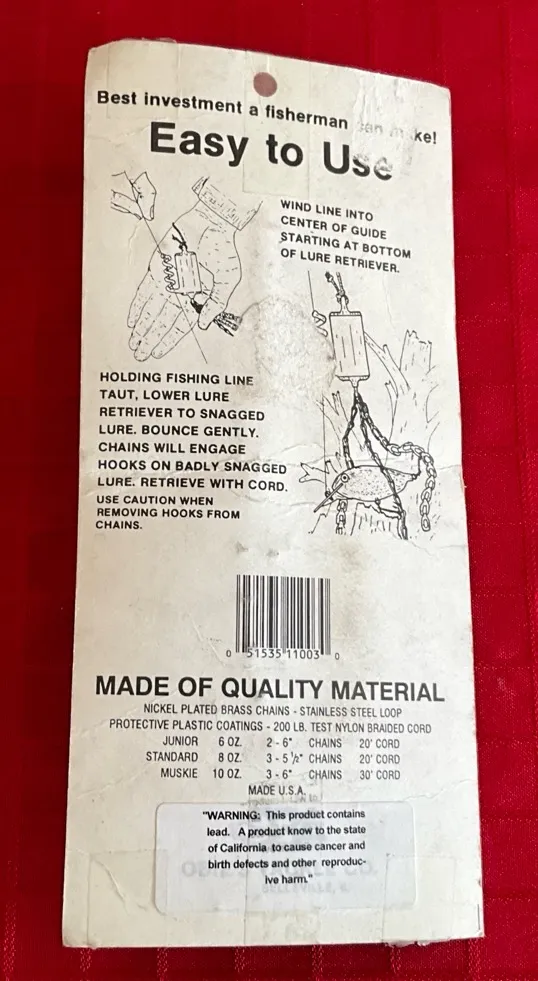 Best investment a fisherman can make!
Easy to Use
WIND LINE INTO
CENTER OF GUIDE
STARTING AT BOTTOM
OF LURE RETRIEVER.
HOLDING FISHING LINE
TAUT, LOWER LURE
RETRIEVER TO SNAGGED
LURE. BOUNCE GENTLY.
CHAINS WILL ENGAGE
HOOKS ON BADLY SNAGGED
LURE. RETRIEVE WITH CORD.
USE CAUTION WHEN
REMOVING HOOKS FROM
CHAINS.
0 51535 11003 0
MADE OF QUALITY MATERIAL
NICKEL PLATED BRASS CHAINS - STAINLESS STEEL LOOP
PROTECTIVE PLASTIC COATINGS - 200 LB. TEST NYLON BRAIDED CORD
JUNIOR 6 OZ. 2 - 6" CHAINS 20' CORD
STANDARD 8 OZ. 3 - 5 ½" CHAINS 20' CORD
MUSKIE 10 OZ. 3 - 6" CHAINS 30' CORD
MADE U.S.A.
"WARNING: This product contains
lead. A product know to the state
of California to cause cancer and
birth defects and other reproduc-
ive harm."